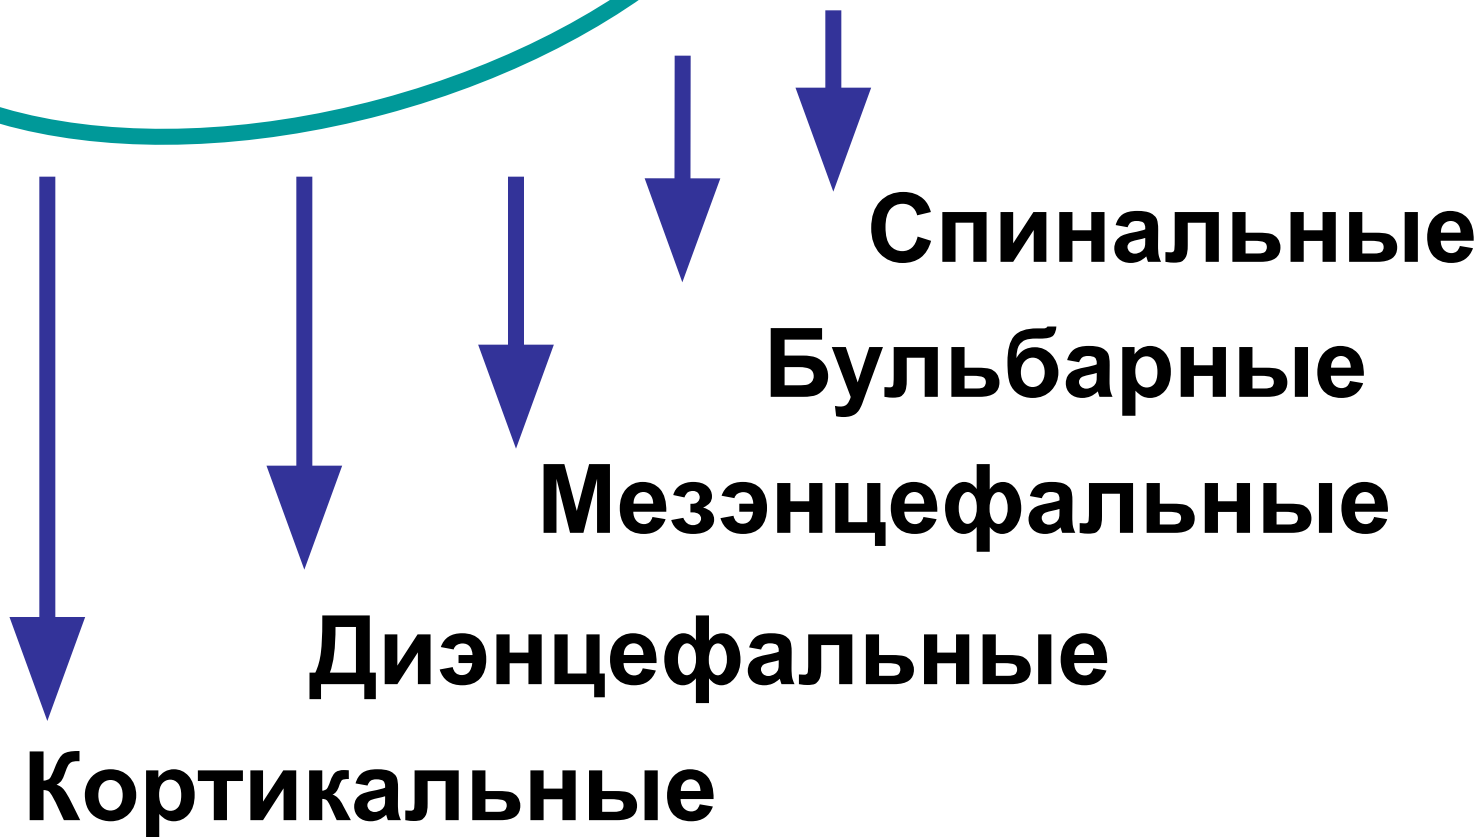 Спинальные
Бульбарные
Мезэнцефальные
Диэнцефальные
Кортикальные